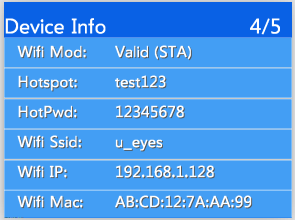 Device Info 4/5
Wifi Mod: Valid (STA)
Hotspot: test123
HotPwd: 12345678
Wifi Ssid: u_eyes
Wifi IP: 192.168.1.128
Wifi Mac: AB:CD:12:7A:AA:99